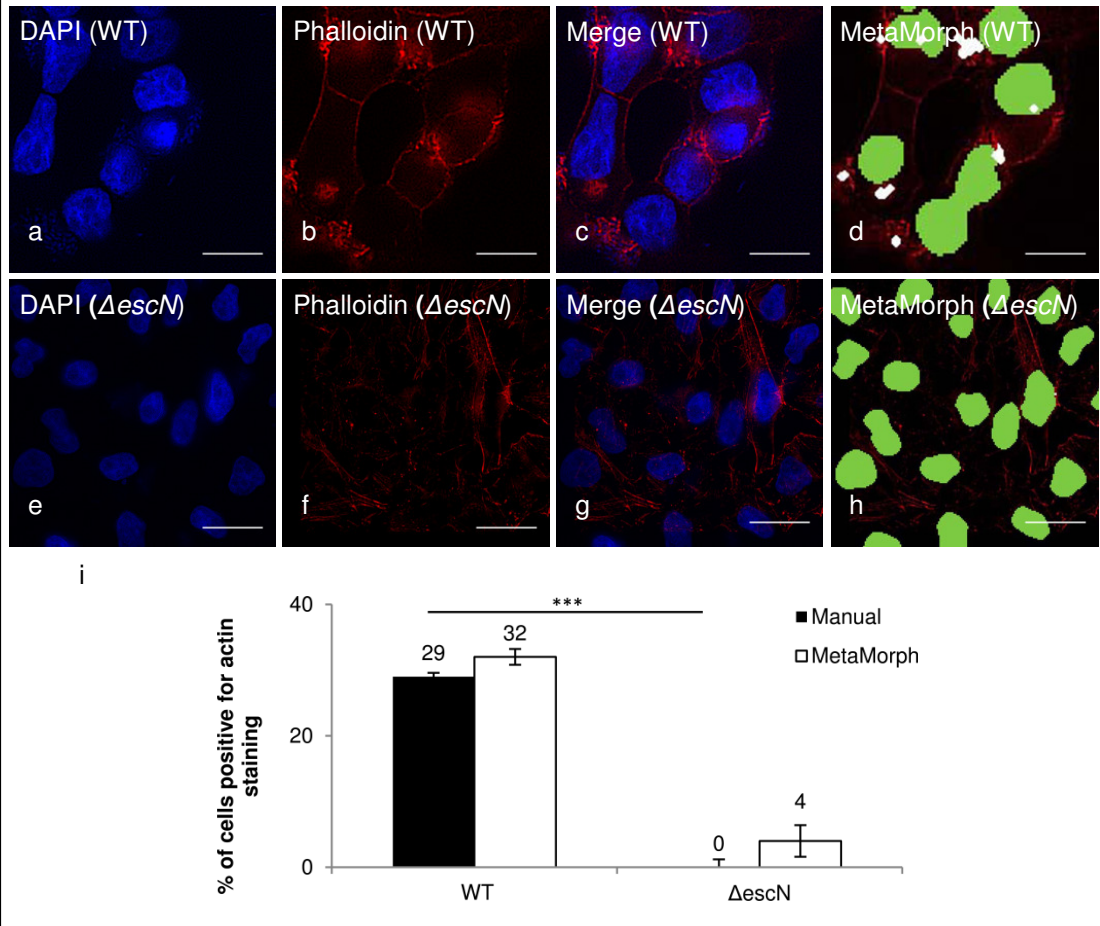 DAPI (WT)
Phalloidin (WT)
Merge (WT)
MetaMorph (WT)
a
b
c
d
DAPI (ΔescN)
Phalloidin (ΔescN)
Merge (ΔescN)
MetaMorph (ΔescN)
e
f
g
h
i
% of cells positive for actin
staining
40
20
0
***
29
32
0
4
WT
ΔescN
Manual
MetaMorph